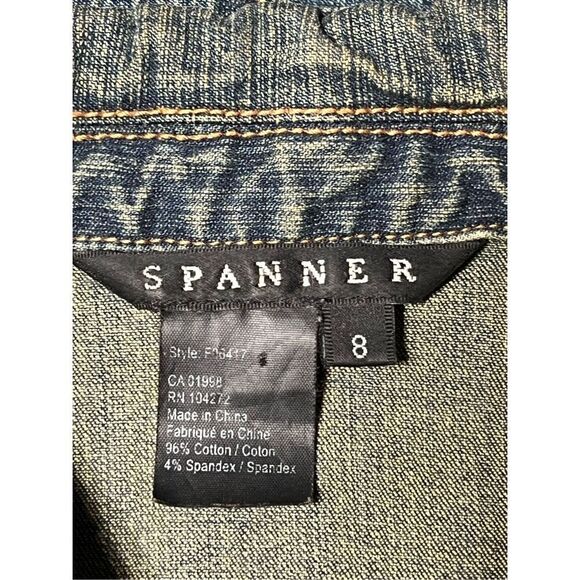 SPANNER
8
Style: F06417
CA 01998
RN 104272
Made in China
Fabriqué en Chine
96% Cotton / Coton
4% Spandex / Spandex